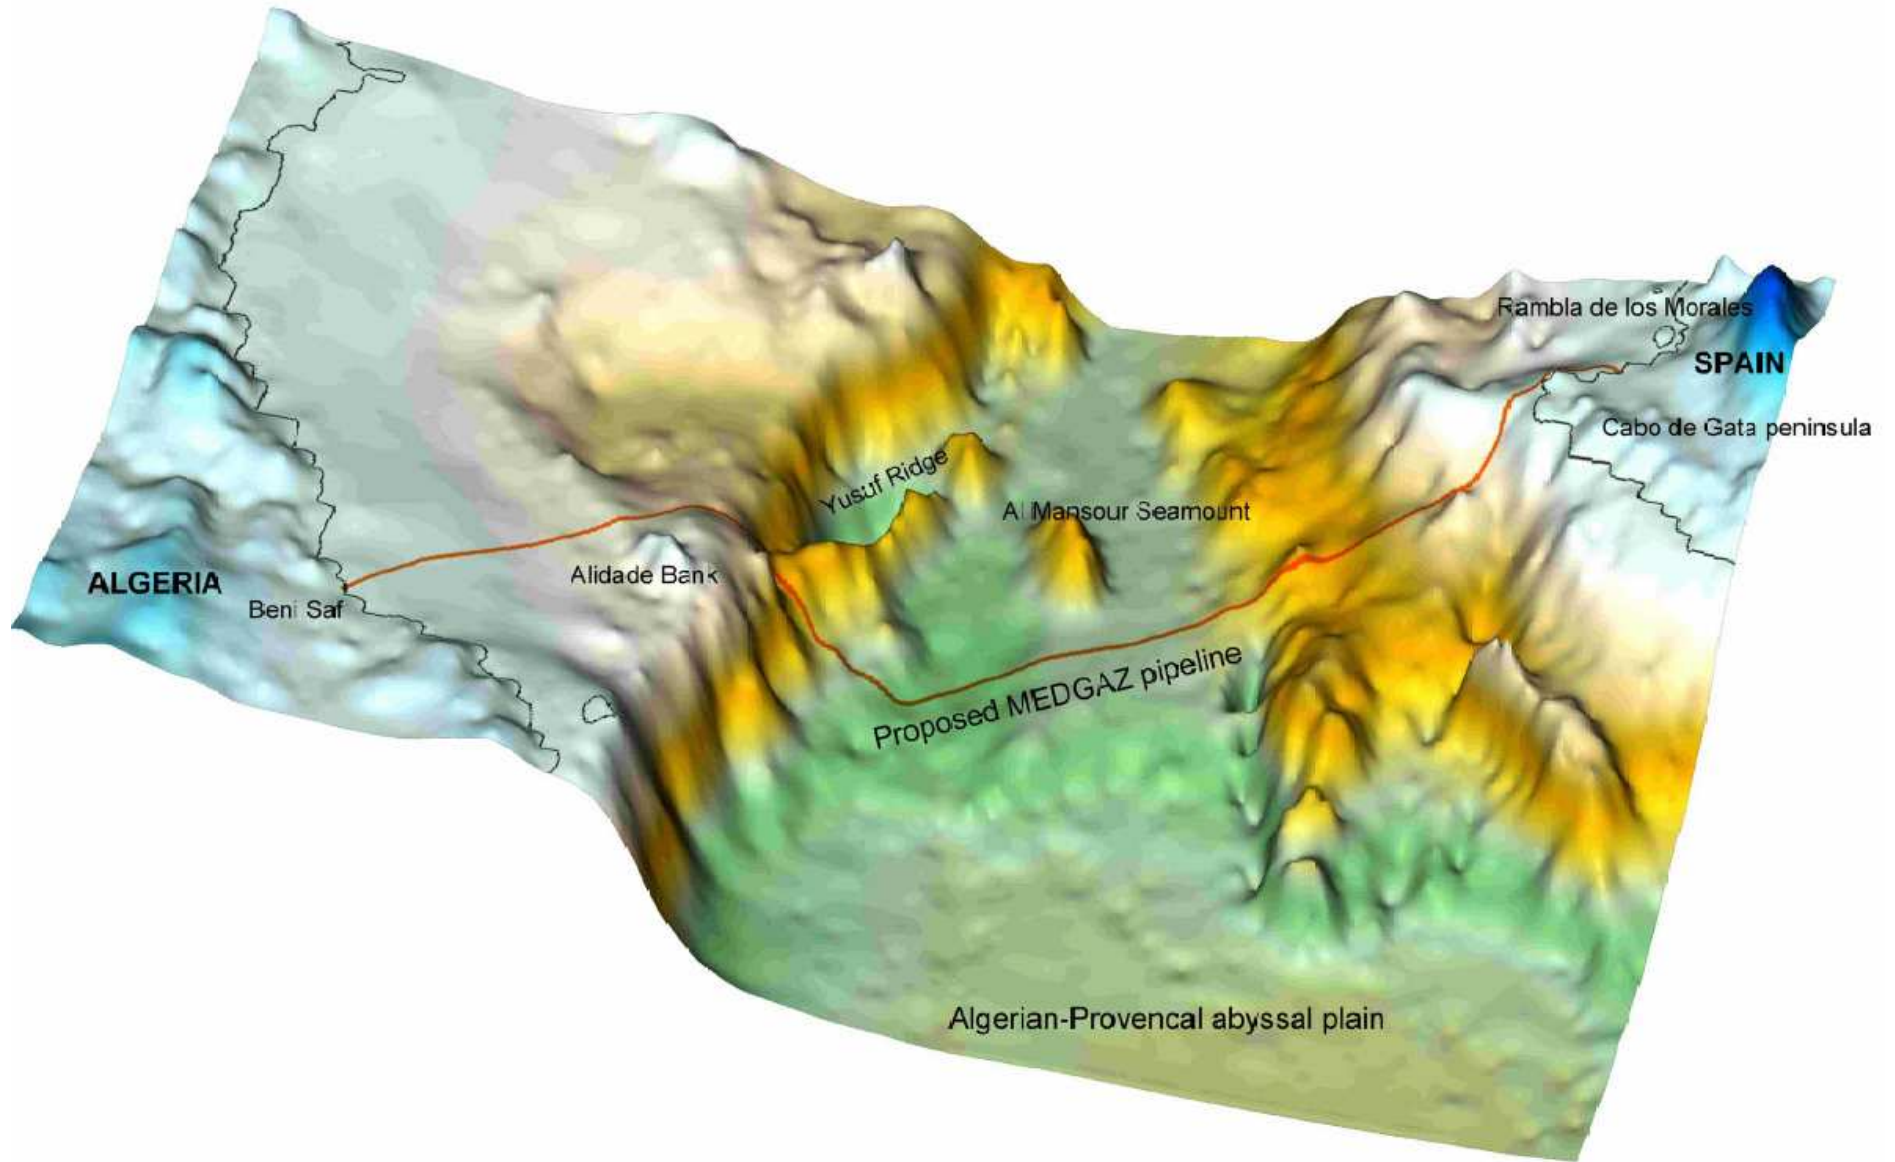 Rambla de los Morales
SPAIN
Cabo de Gata peninsula
Yusuf Ridge
Al Mansour Seamount
Alidade Bank
ALGERIA
Beni Saf
Proposed MEDGAZ pipeline
Algerian-Provencal abyssal plain